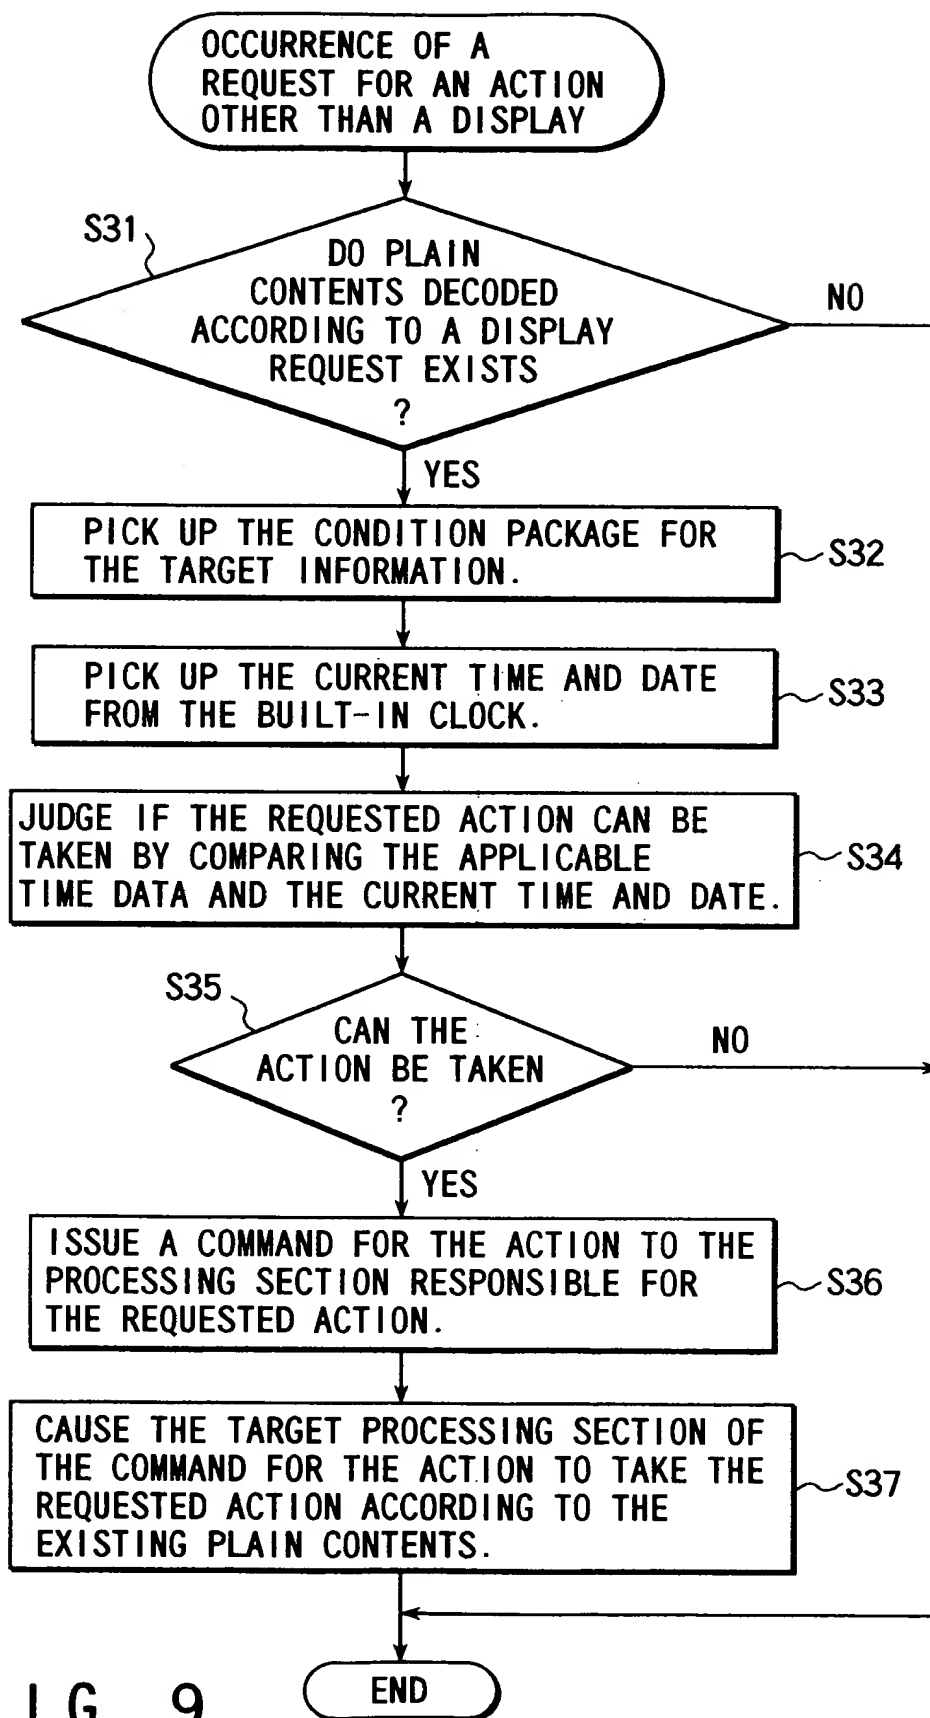 OCCURRENCE OF A
REQUEST FOR AN ACTION
OTHER THAN A DISPLAY
S31
DO PLAIN
CONTENTS DECODED
ACCORDING TO A DISPLAY
REQUEST EXISTS
?
NO
YES
PICK UP THE CONDITION PACKAGE FOR
THE TARGET INFORMATION.
S32
PICK UP THE CURRENT TIME AND DATE
FROM THE BUILT-IN CLOCK.
S33
JUDGE IF THE REQUESTED ACTION CAN BE
TAKEN BY COMPARING THE APPLICABLE
TIME DATA AND THE CURRENT TIME AND DATE.
S34
S35
CAN THE
ACTION BE TAKEN
?
NO
YES
ISSUE A COMMAND FOR THE ACTION TO THE
PROCESSING SECTION RESPONSIBLE FOR
THE REQUESTED ACTION.
S36
CAUSE THE TARGET PROCESSING SECTION OF
THE COMMAND FOR THE ACTION TO TAKE THE
REQUESTED ACTION ACCORDING TO THE
EXISTING PLAIN CONTENTS.
S37
END
IG. 9